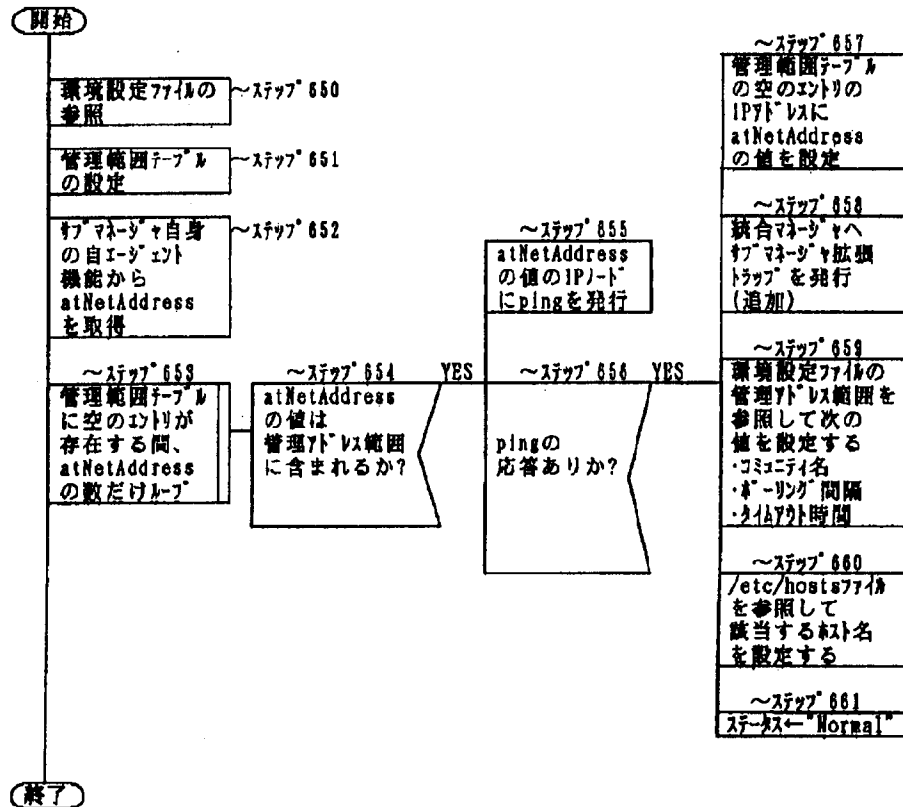 開始
環境設定ファイルの
参照
~ステップ650
管理範囲テーブル
の設定
~ステップ651
サブマネージャ自身
の自エージェント
機能から
atNetAddress
を取得
~ステップ652
~ステップ653
管理範囲テーブル
に空のエントリが
存在する間、
atNetAddress
の数だけループ
~ステップ654
atNetAddress
の値は
管理アドレス範囲
に含まれるか?
YES
~ステップ655
atNetAddress
の値のIPノード
にpingを発行
~ステップ656
pingの
応答ありか?
YES
~ステップ657
管理範囲テーブル
の空のエントリの
IPアドレスに
atNetAddress
の値を設定
~ステップ658
統合マネージャへ
サブマネージャ拡張
トラップを発行
(追加)
~ステップ659
環境設定ファイルの
管理アドレス範囲を
参照して次の
値を設定する
・コミュニティ名
・ポーリング間隔
・タイムアウト時間
~ステップ660
/etc/hostsファイル
を参照して
該当するホスト名
を設定する
~ステップ661
ステータス←"Normal"
終了